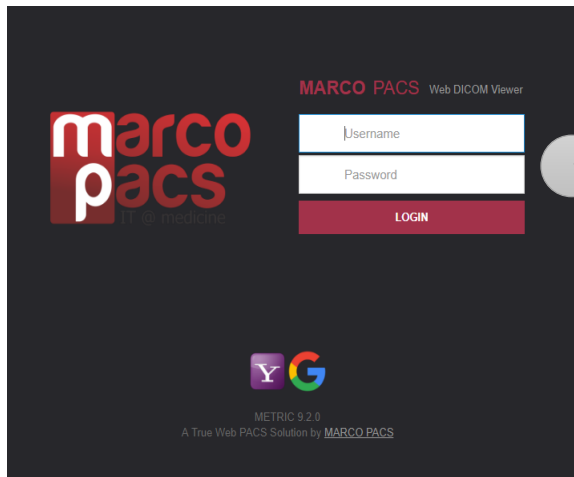 MARCO PACS Web DICOM Viewer
marco
pacs
IT @ medicine
Username
Password
LOGIN
Y G
METRIC 9.2.0
A True Web PACS Solution by MARCO PACS